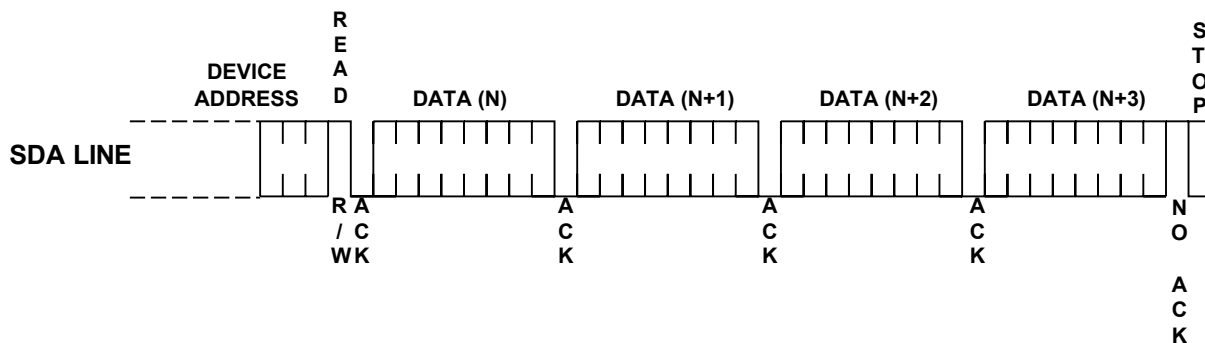 READ
STOP
DEVICE
ADDRESS
DATA (N)
DATA (N+1)
DATA (N+2)
DATA (N+3)
SDA LINE
R/W
ACK
ACK
ACK
ACK
NO ACK